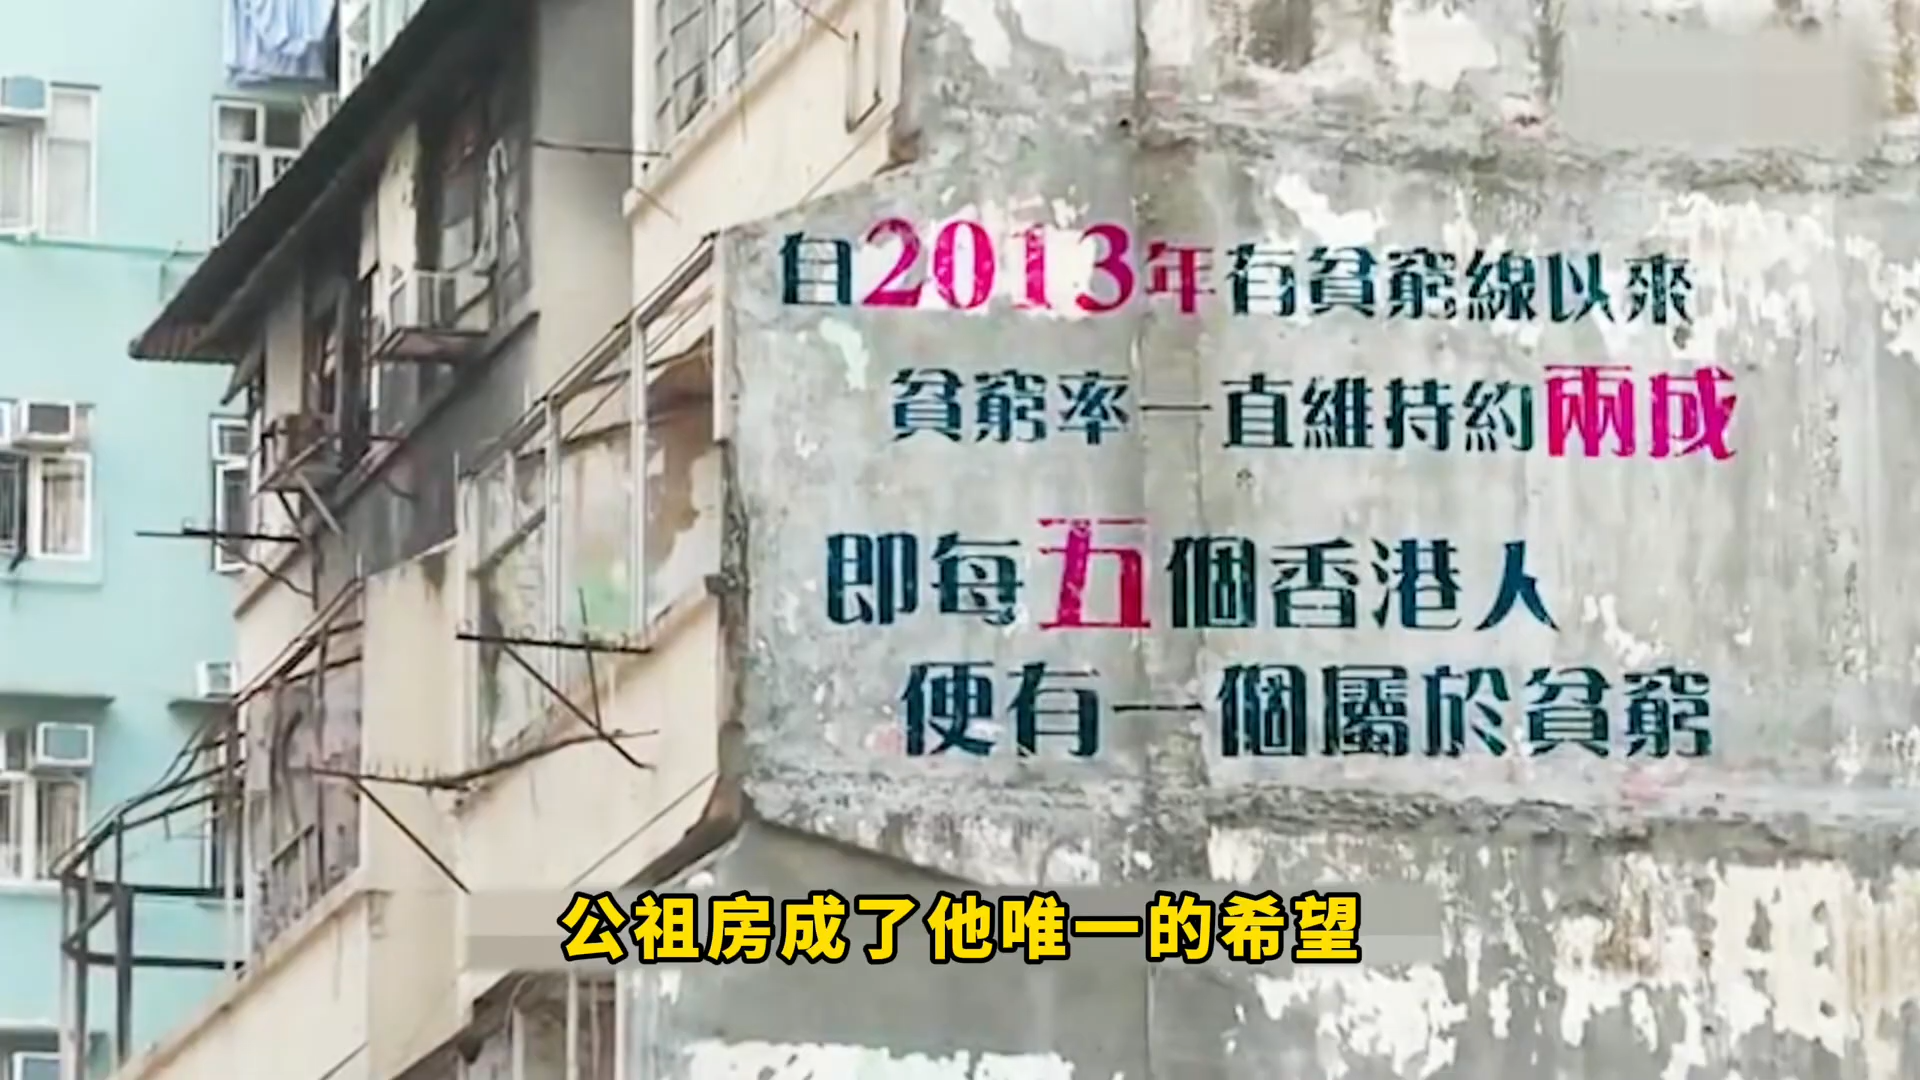 自2013年有貧窮線以來
貧窮率一直維持約兩成
即每五個香港人
便有一個屬於貧窮
公祖房成了他唯一的希望